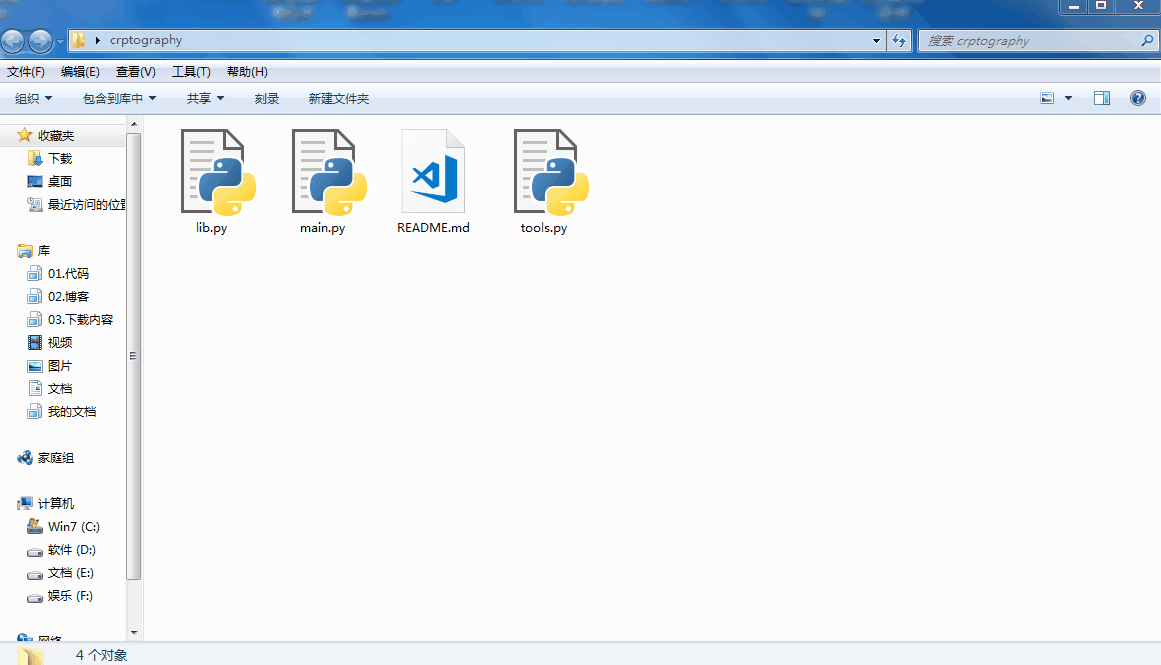 crptography
搜索 crptography
文件(F) 编辑(E) 查看(V) 工具(T) 帮助(H)
组织 包含到库中 共享 刻录 新建文件夹
收藏夹
下载
桌面
最近访问的位置
库
01.代码
02.博客
03.下载内容
视频
图片
文档
我的文档
家庭组
计算机
Win7 (C:)
软件 (D:)
文档 (E:)
娱乐 (F:)
网络
lib.py main.py README.md tools.py
4 个对象